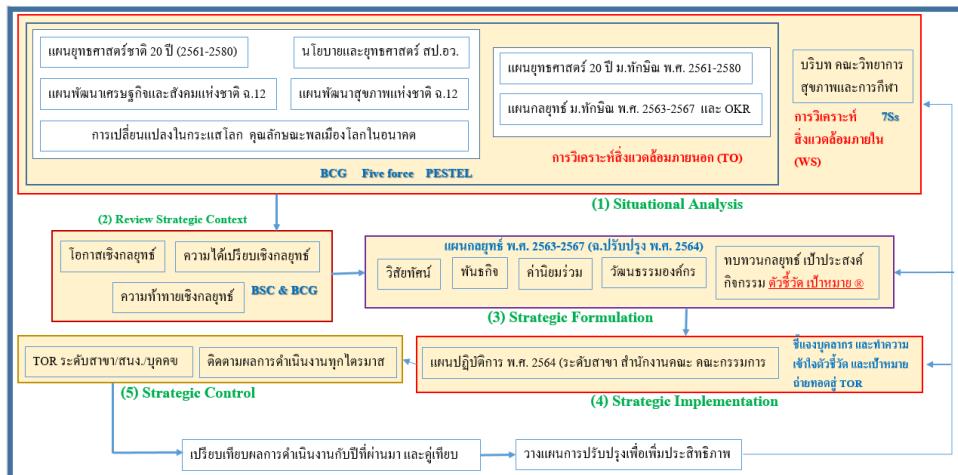 แผนยุทธศาสตร์ชาติ 20 ปี (2561-2580)
นโยบายและยุทธศาสตร์ สป.อว.
แผนพัฒนาเศรษฐกิจและสังคมแห่งชาติ ฉ.12
แผนพัฒนาสุขภาพแห่งชาติ ฉ.12
การเปลี่ยนแปลงในกระแสโลก คุณลักษณะพลเมืองโลกในอนาคต
BCG Five force PESTEL
แผนยุทธศาสตร์ 20 ปี ม.ทักษิณ พ.ศ. 2561-2580
แผนกลยุทธ์ ม.ทักษิณ พ.ศ. 2563-2567 และ OKR
การวิเคราะห์สิ่งแวดล้อมภายนอก (TO)
บริบท คณะวิทยาการ
สุขภาพและการกีฬา
การวิเคราะห์ 7Ss
สิ่งแวดล้อมภายใน
(WS)
(1) Situational Analysis
(2) Review Strategic Context
โอกาสเชิงกลยุทธ์
ความได้เปรียบเชิงกลยุทธ์
ความท้าทายเชิงกลยุทธ์
BSC & BCG
แผนกลยุทธ์ พ.ศ. 2563-2567 (ฉ.ปรับปรุง พ.ศ. 2564)
วิสัยทัศน์
พันธกิจ
ค่านิยมร่วม
วัฒนธรรมองค์กร
ทบทวนกลยุทธ์ เป้าประสงค์
กิจกรรม ตัวชี้วัด เป้าหมาย ®
(3) Strategic Formulation
TOR ระดับสาขา/สนง./บุคคข
ติดตามผลการดำเนินงานทุกไตรมาส
(5) Strategic Control
แผนปฏิบัติการ พ.ศ. 2564 (ระดับสาขา สำนักงานคณะ คณะกรรมการ
ชี้แจงบุคลากร และทำความ
เข้าใจตัวชี้วัด และเป้าหมาย
ถ่ายทอดสู่ TOR
(4) Strategic Implementation
เปรียบเทียบผลการดำเนินงานกับปีที่ผ่านมา และคู่เทียบ
วางแผนการปรับปรุงเพื่อเพิ่มประสิทธิภาพ